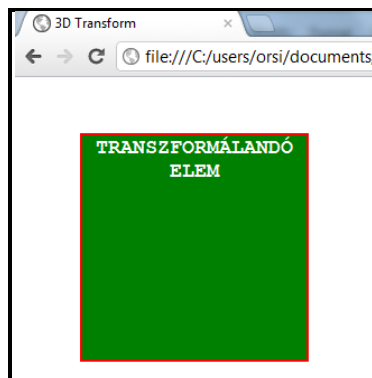 3D Transform
file:///C:/users/orsi/documents
TRANSZFORMÁLANDÓ
ELEM